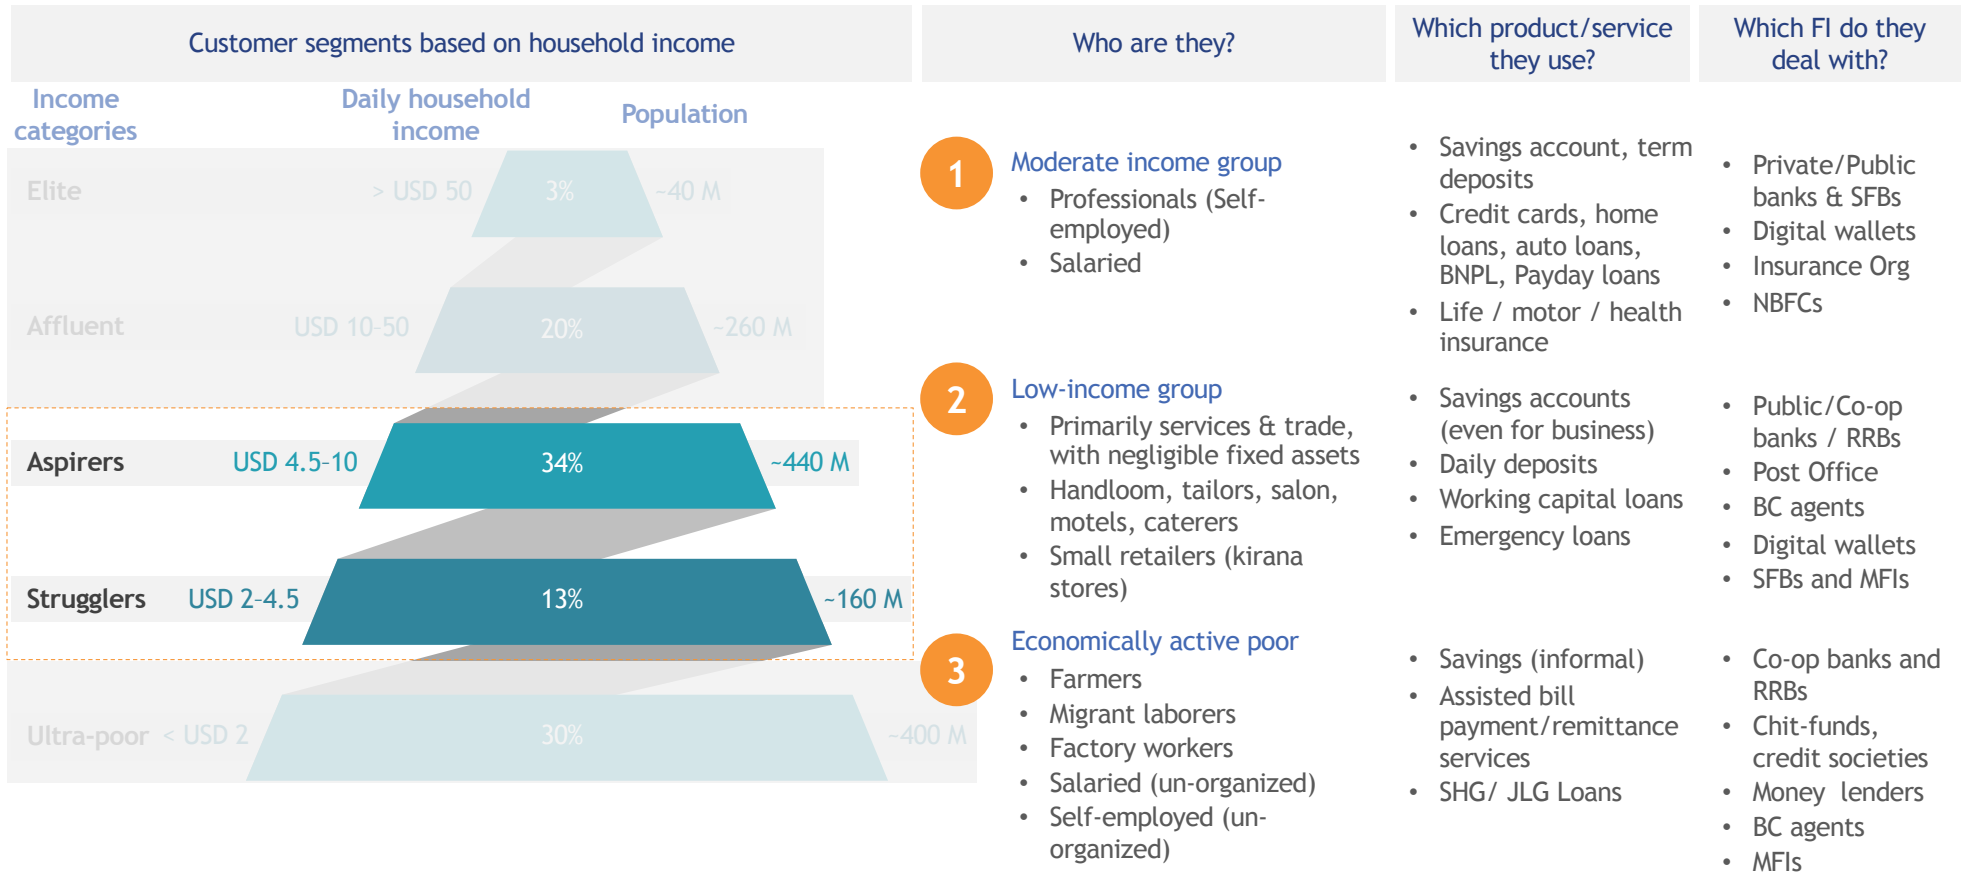 Customer segments based on household income
Who are they?
Which product/service
they use?
Which FI do they
deal with?
Income
categories
Daily household
income
Population
Elite
> USD 50
3%
~40 M
Affluent
USD 10-50
20%
~260 M
Aspirers
USD 4.5-10
34%
~440 M
Strugglers
USD 2-4.5
13%
~160 M
Ultra-poor
< USD 2
30%
~400 M
1
Moderate income group
• Professionals (Self-
employed)
• Salaried
• Savings account, term
deposits
• Credit cards, home
loans, auto loans,
BNPL, Payday loans
• Life / motor / health
insurance
• Private/Public
banks & SFBs
• Digital wallets
• Insurance Org
• NBFCs
2
Low-income group
• Primarily services & trade,
with negligible fixed assets
• Handloom, tailors, salon,
motels, caterers
• Small retailers (kirana
stores)
• Savings accounts
(even for business)
• Daily deposits
• Working capital loans
• Emergency loans
• Public/Co-op
banks / RRBs
• Post Office
• BC agents
• Digital wallets
• SFBs and MFIs
3
Economically active poor
• Farmers
• Migrant laborers
• Factory workers
• Salaried (un-organized)
• Self-employed (un-
organized)
• Savings (informal)
• Assisted bill
payment/remittance
services
• SHG/ JLG Loans
• Co-op banks and
RRBs
• Chit-funds,
credit societies
• Money lenders
• BC agents
• MFIs